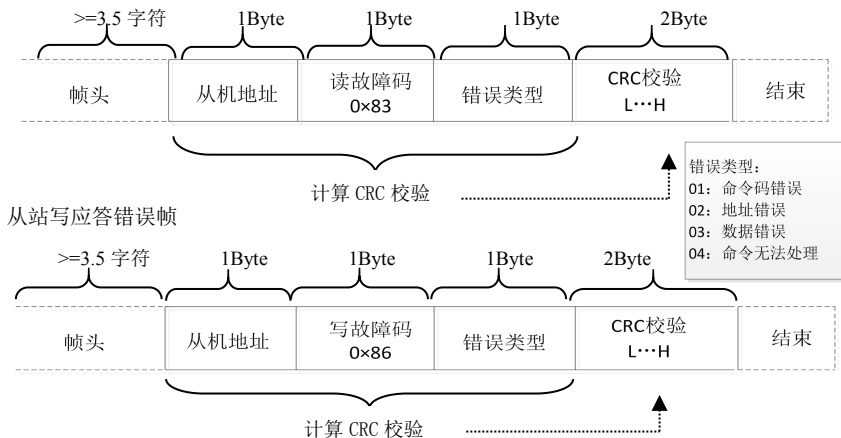 >=3.5 字符 1Byte 1Byte 1Byte 2Byte
帧头 从机地址 读故障码 0×83 错误类型 CRC校验 L⋯H 结束
计算 CRC 校验
错误类型:
01: 命令码错误
02: 地址错误
03: 数据错误
04: 命令无法处理
从站写应答错误帧
>=3.5 字符 1Byte 1Byte 1Byte 2Byte
帧头 从机地址 写故障码 0×86 错误类型 CRC校验 L⋯H 结束
计算 CRC 校验